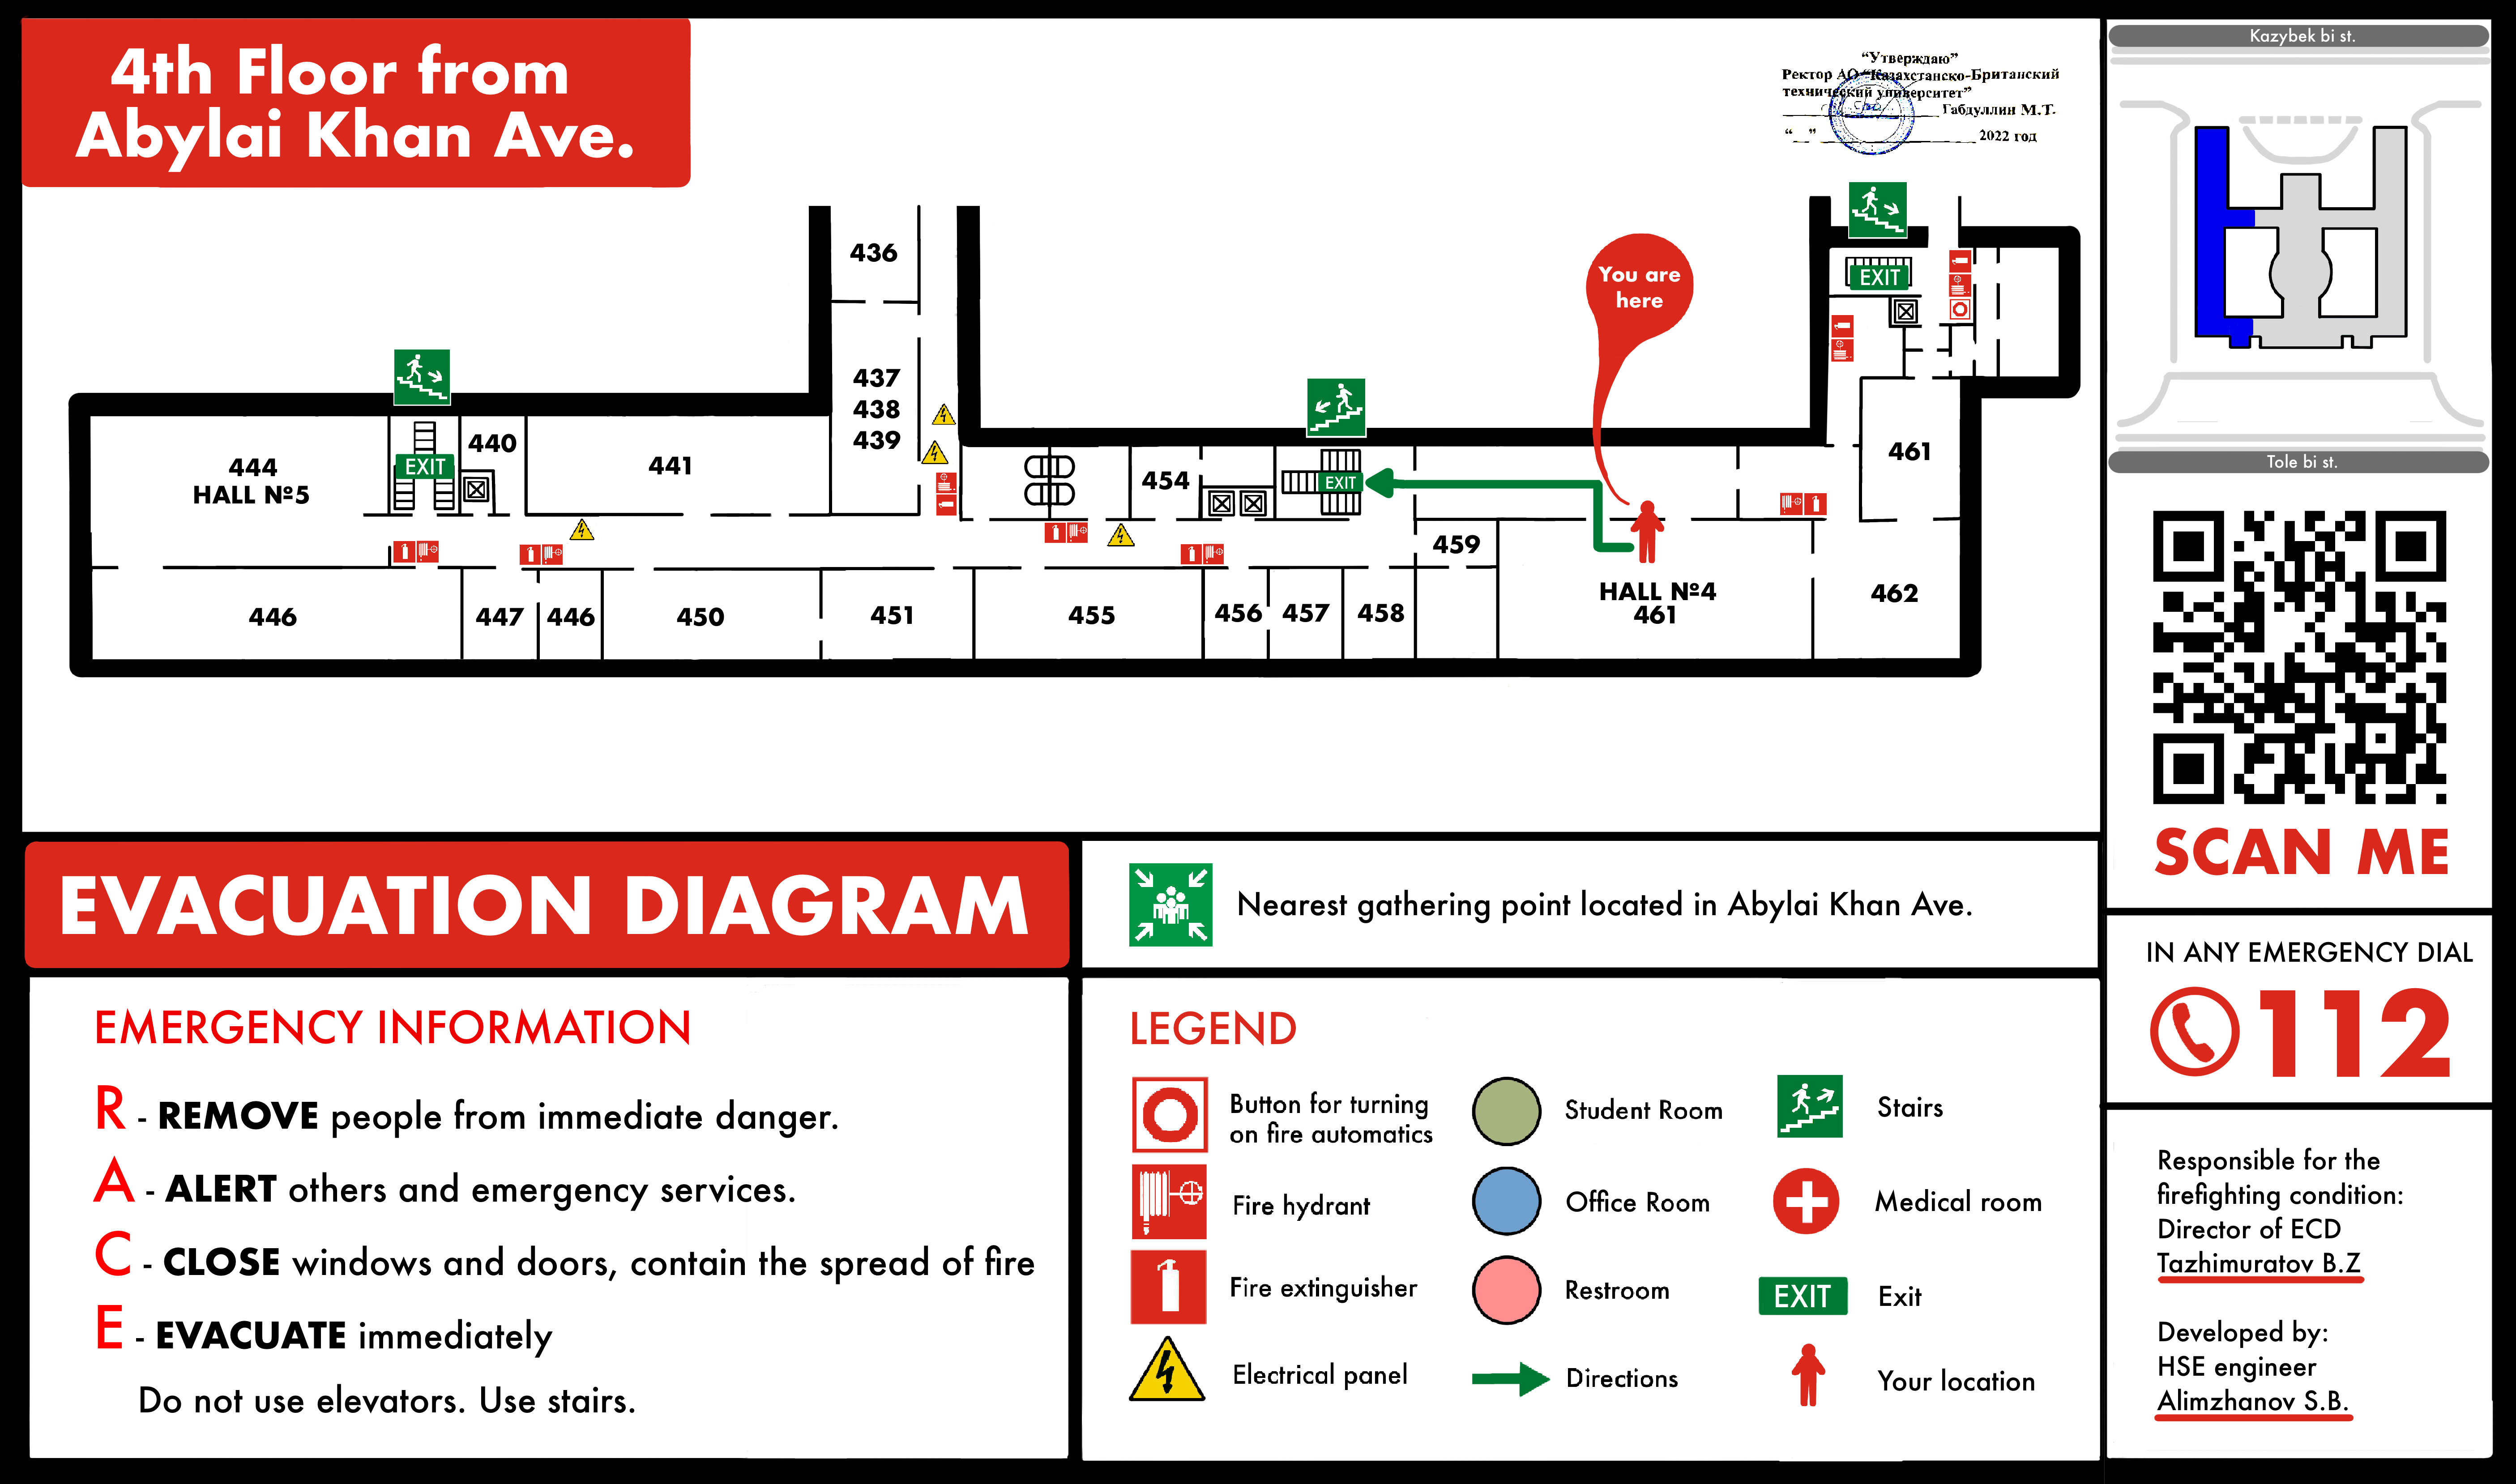 4th Floor from
Abylai Khan Ave.
“Утверждаю”
Ректор АО “Казахстанско-Британский
технический университет”
Габдуллин М.Т.
“ ” 2022 год
You are
here
436
437
438
439
EXIT
EXIT
EXIT
444
HALL №5
440
441
454
461
459
HALL №4
461
462
446
447
446
450
451
455
456
457
458
Kazybek bi st.
Tole bi st.
SCAN ME
IN ANY EMERGENCY DIAL
112
Responsible for the
firefighting condition:
Director of ECD
Tazhimuratov B.Z
Developed by:
HSE engineer
Alimzhanov S.B.
EVACUATION DIAGRAM
Nearest gathering point located in Abylai Khan Ave.
EMERGENCY INFORMATION
R - REMOVE people from immediate danger.
A - ALERT others and emergency services.
C - CLOSE windows and doors, contain the spread of fire
E - EVACUATE immediately
Do not use elevators. Use stairs.
LEGEND
Button for turning
on fire automatics
Fire hydrant
Fire extinguisher
Electrical panel
Student Room
Office Room
Restroom
Directions
Stairs
Medical room
EXIT
Exit
Your location